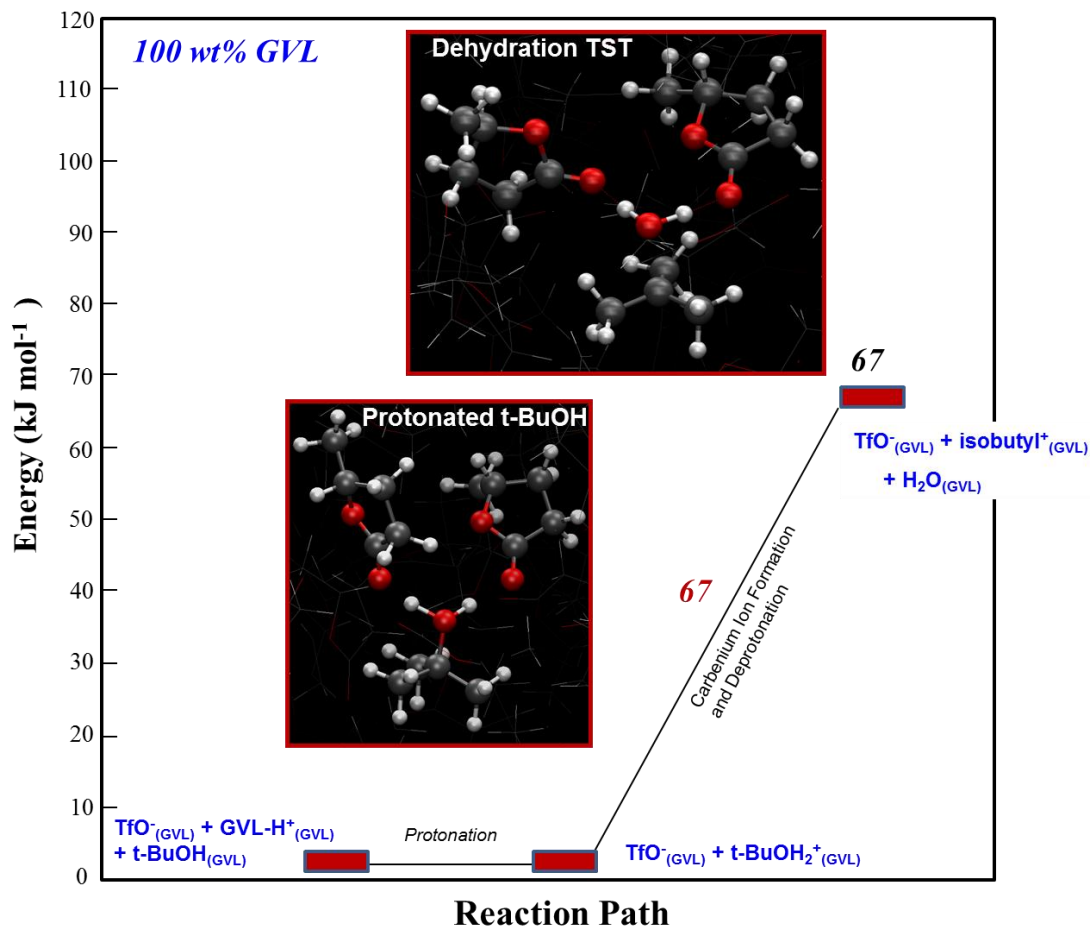 120
110
100
90
80
70
60
50
40
30
20
10
0
Energy (kJ mol⁻¹ )
100 wt% GVL
Dehydration TST
Protonated t-BuOH
67
TfO⁻(GVL) + isobutyl⁺(GVL)
+ H₂O(GVL)
67
Carbenium Ion Formation
and Deprotonation
TfO⁻(GVL) + GVL-H⁺(GVL)
+ t-BuOH(GVL)
Protonation
TfO⁻(GVL) + t-BuOH₂⁺(GVL)
Reaction Path